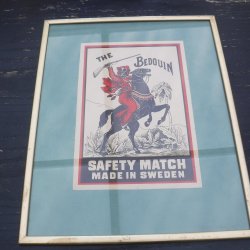 THE BEDOUIN
SAFETY MATCH
MADE IN SWEDEN